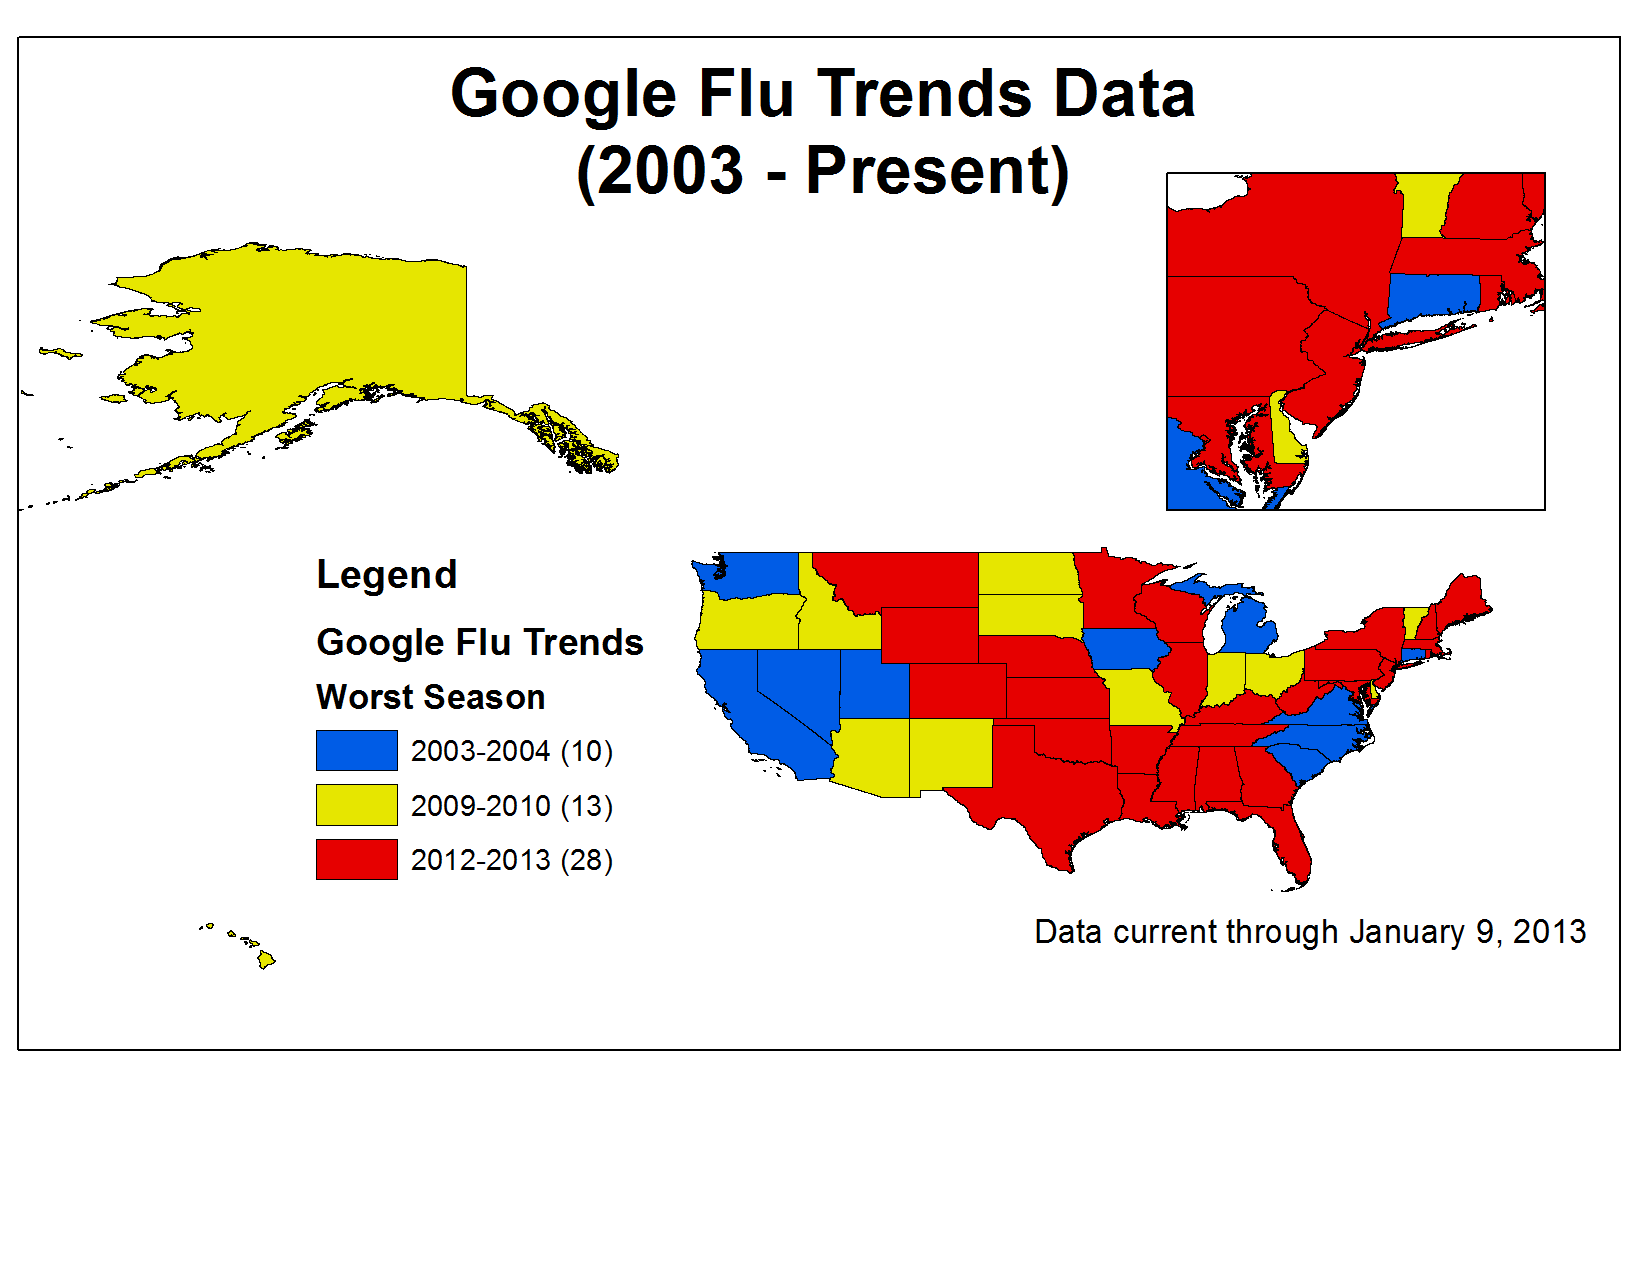 Google Flu Trends Data
(2003 - Present)
Legend
Google Flu Trends
Worst Season
2003-2004 (10)
2009-2010 (13)
2012-2013 (28)
Data current through January 9, 2013